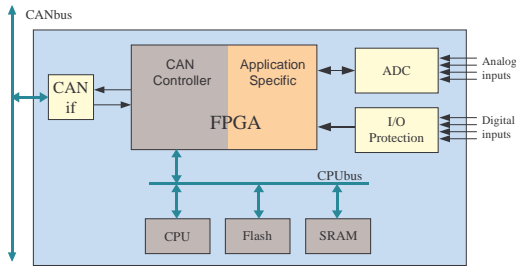 CANbus
CAN
if
CAN
Controller
Application
Specific
FPGA
ADC
Analog
inputs
I/O
Protection
Digital
inputs
CPUbus
CPU
Flash
SRAM